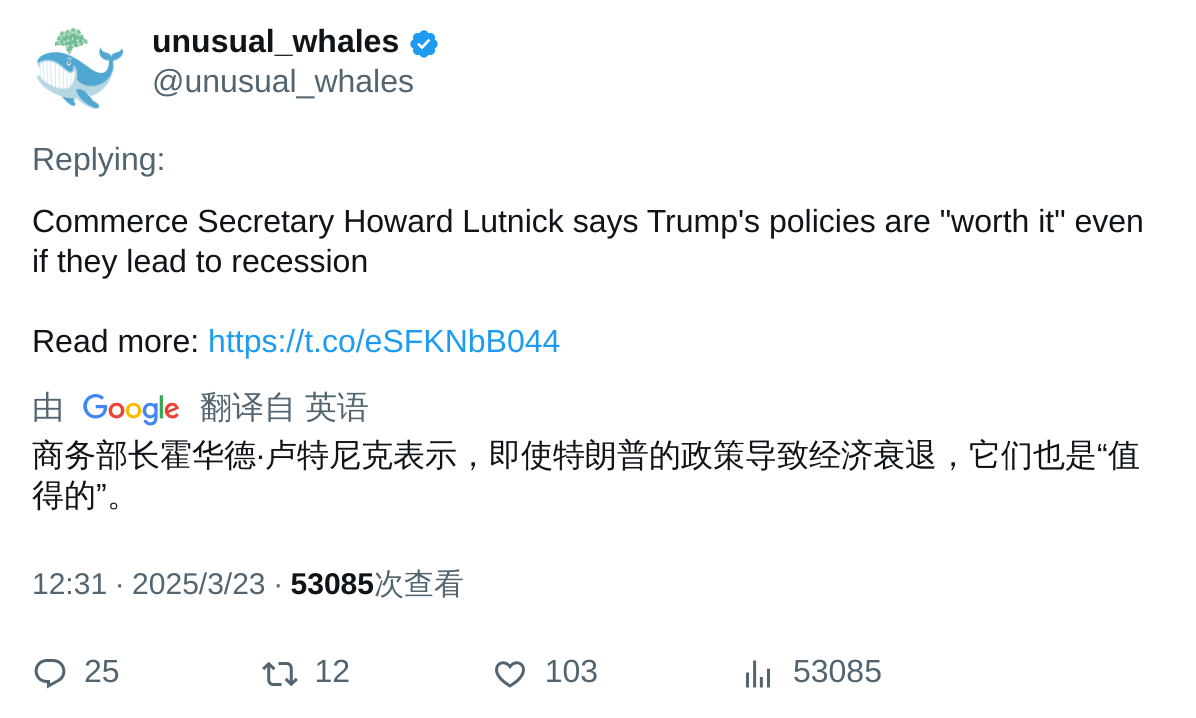 unusual_whales
@unusual_whales
Replying:
Commerce Secretary Howard Lutnick says Trump's policies are "worth it" even
if they lead to recession
Read more: https://t.co/eSFKNbB044
由 Google 翻译自 英语
商务部长霍华德·卢特尼克表示，即使特朗普的政策导致经济衰退，它们也是“值
得的”。
12:31 · 2025/3/23 · 53085次查看
25 12 103 53085